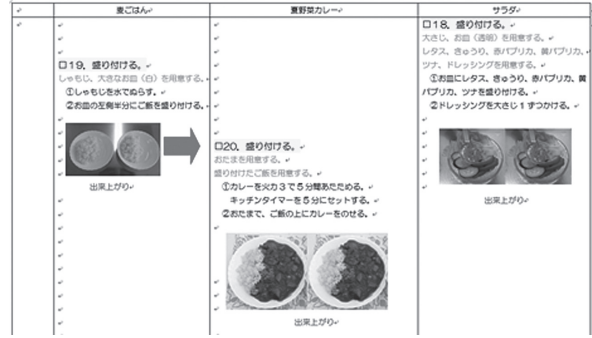 麦ごはん
夏野菜カレー
サラダ
□19．盛り付ける。
しゃもじ、大きなお皿（白）を用意する。
①しゃもじを水でぬらす。
②お皿の左側半分にご飯を盛り付ける。
出来上がり
□20．盛り付ける。
おたまを用意する。
盛り付けたご飯を用意する。
①カレーを火力３で５分間あたためる。
キッチンタイマーを５分にセットする。
②おたまで、ご飯の上にカレーをのせる。
出来上がり
□18．盛り付ける。
大さじ、お皿（透明）を用意する。
レタス、きゅうり、赤パプリカ、黄パプリカ、
ツナ、ドレッシングを用意する。
①お皿にレタス、きゅうり、赤パプリカ、黄
パプリカ、ツナを盛り付ける。
②ドレッシングを大さじ１ずつかける。
出来上がり